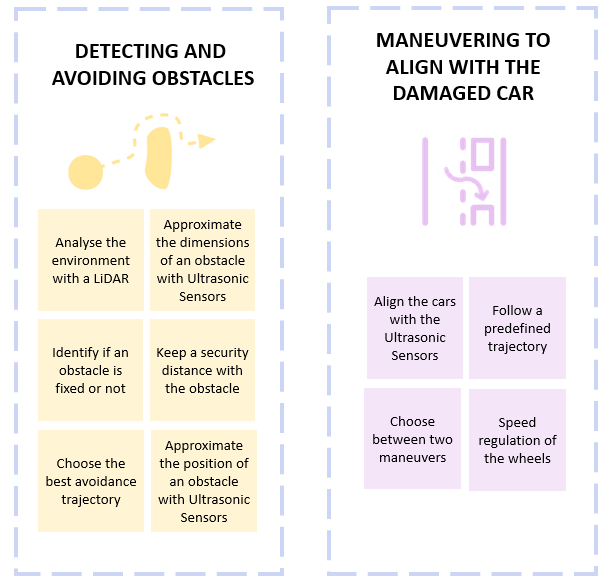 DETECTING AND
AVOIDING OBSTACLES
Analyse the
environment
with a LiDAR
Approximate
the dimensions
of an obstacle
with Ultrasonic
Sensors
Identify if an
obstacle is
fixed or not
Keep a security
distance with
the obstacle
Choose the
best avoidance
trajectory
Approximate
the position of
an obstacle
with Ultrasonic
Sensors
MANEUVERING TO
ALIGN WITH THE
DAMAGED CAR
Align the cars
with the
Ultrasonic
Sensors
Follow a
predefined
trajectory
Choose
between two
maneuvers
Speed
regulation of
the wheels